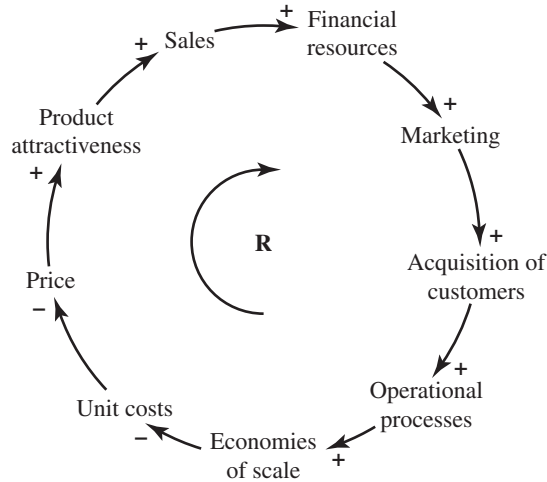 +
Financial
resources
+
Sales
+
Marketing
+
Product
attractiveness
+
+
R
Acquisition of
customers
Price
−
+
Operational
processes
Unit costs
−
Economies
of scale
+